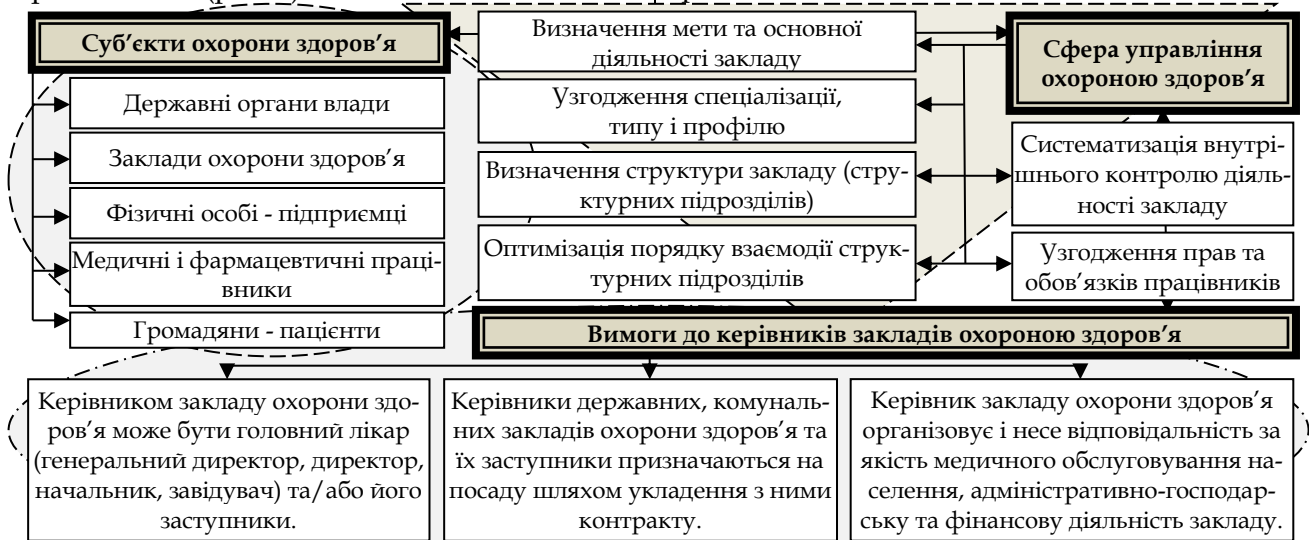 Суб’єкти охорони здоров’я
Державні органи влади
Заклади охорони здоров’я
Фізичні особі - підприємці
Медичні і фармацевтичні праці-
вники
Громадяни - пацієнти
Визначення мети та основної
діяльності закладу
Узгодження спеціалізації,
типу і профілю
Визначення структури закладу (стру-
ктурних підрозділів)
Оптимізація порядку взаємодії струк-
турних підрозділів
Сфера управління
охороною здоров’я
Систематизація внутрі-
шнього контролю діяль-
ності закладу
Узгодження прав та
обов’язків працівників
Вимоги до керівників закладів охороною здоров’я
Керівником закладу охорони здо-
ров’я може бути головний лікар
(генеральний директор, директор,
начальник, завідувач) та/або його
заступники.
Керівники державних, комуналь-
них закладів охорони здоров’я та
їх заступники призначаються на
посаду шляхом укладення з ними
контракту.
Керівник закладу охорони здоров’я
організовує і несе відповідальність за
якість медичного обслуговування на-
селення, адміністративно-господар-
ську та фінансову діяльність закладу.